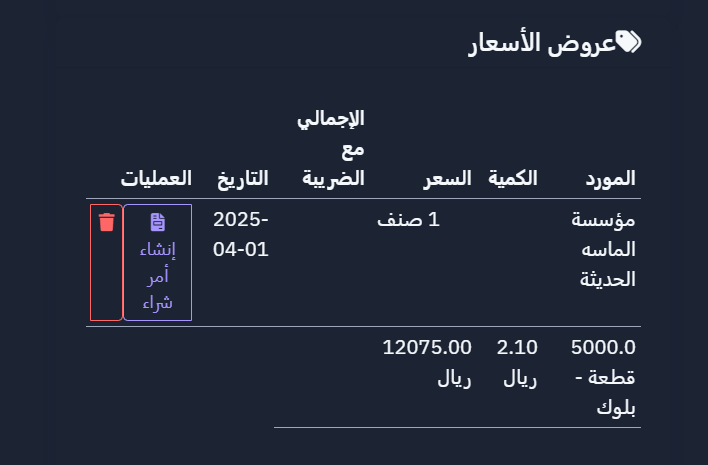 عروض الأسعار
المورد الكمية السعر الإجمالي مع الضريبة التاريخ العمليات
مؤسسة الماسه الحديثة
1 صنف
2025-04-01
إنشاء أمر شراء
5000.0 قطعة - بلوك
2.10 ريال
12075.00 ريال